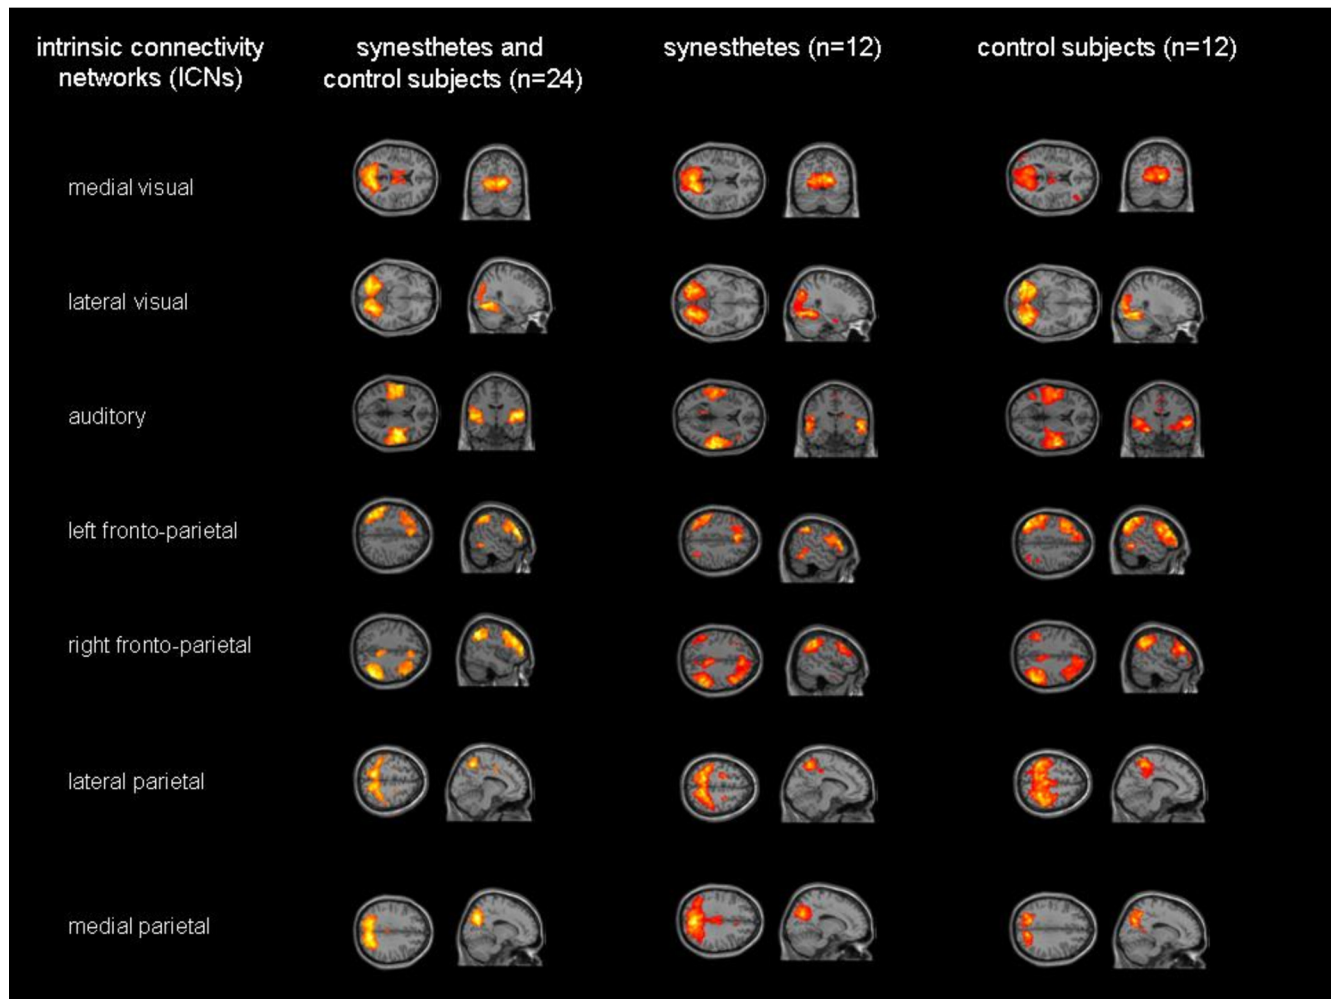 intrinsic connectivity
networks (ICNs)
synesthetes and
control subjects (n=24)
synesthetes (n=12)
control subjects (n=12)
medial visual
lateral visual
auditory
left fronto-parietal
right fronto-parietal
lateral parietal
medial parietal